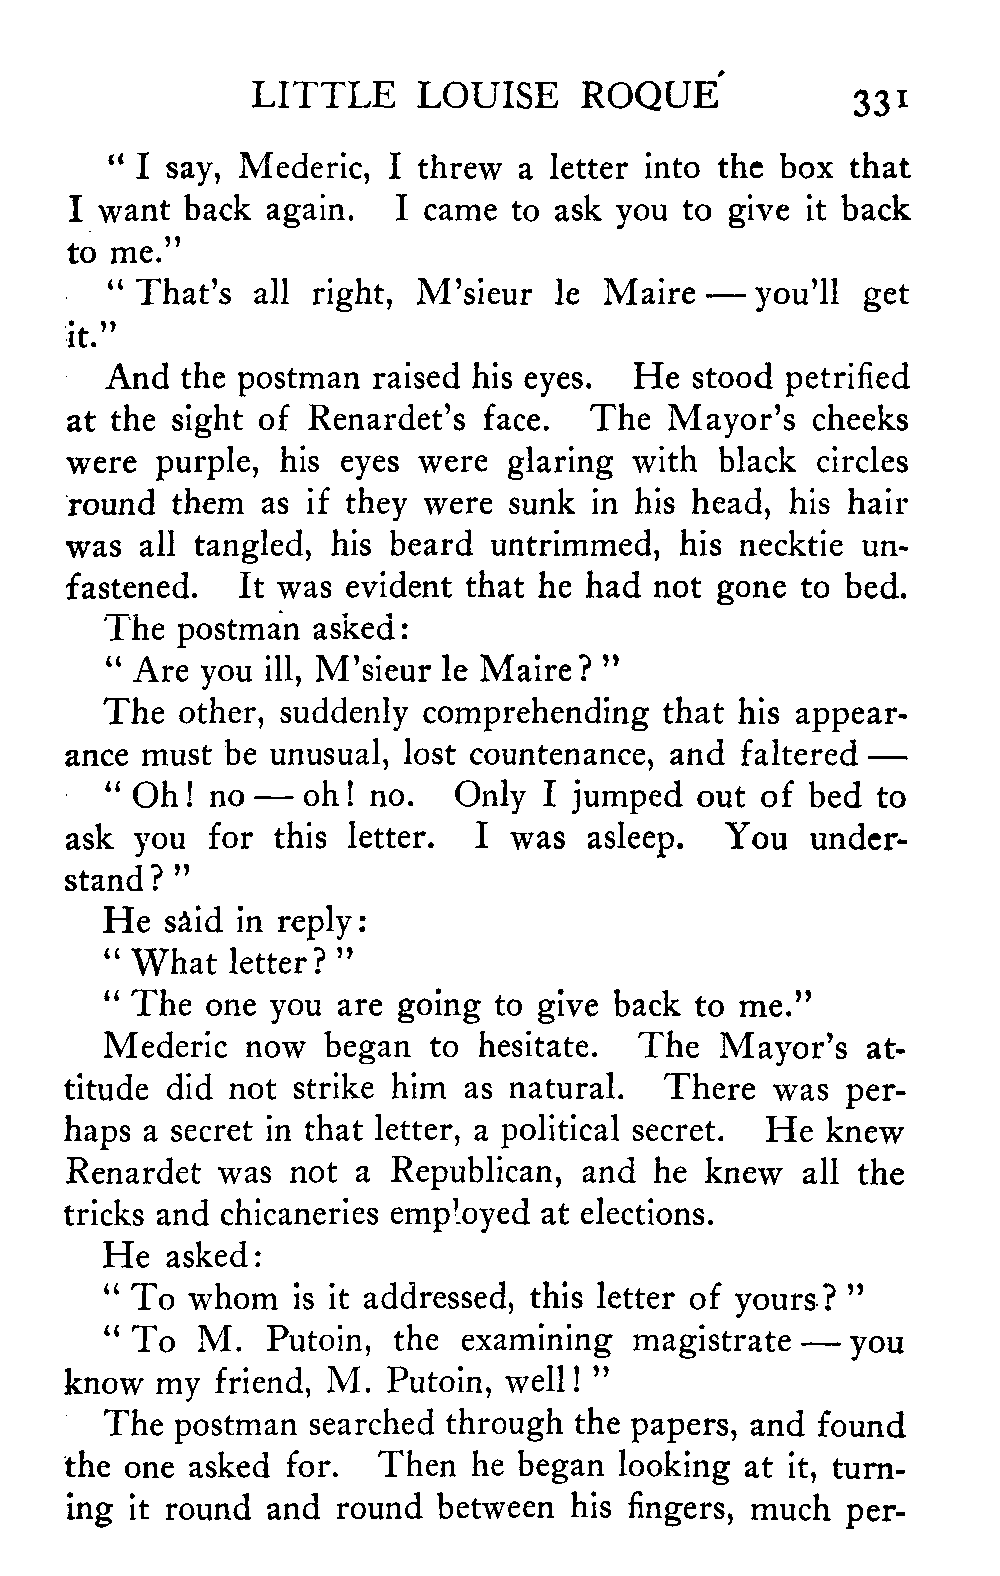 LITTLE LOUISE ROQUÉ 331
" I say, Mederic, I threw a letter into the box that
I want back again. I came to ask you to give it back
to me."
" That's all right, M'sieur le Maire — you'll get
it."
And the postman raised his eyes. He stood petrified
at the sight of Renardet's face. The Mayor's cheeks
were purple, his eyes were glaring with black circles
round them as if they were sunk in his head, his hair
was all tangled, his beard untrimmed, his necktie un-
fastened. It was evident that he had not gone to bed.
The postman asked:
" Are you ill, M'sieur le Maire? "
The other, suddenly comprehending that his appear-
ance must be unusual, lost countenance, and faltered —
" Oh! no — oh! no. Only I jumped out of bed to
ask you for this letter. I was asleep. You under-
stand? "
He said in reply:
" What letter? "
" The one you are going to give back to me."
Mederic now began to hesitate. The Mayor's at-
titude did not strike him as natural. There was per-
haps a secret in that letter, a political secret. He knew
Renardet was not a Republican, and he knew all the
tricks and chicaneries employed at elections.
He asked:
" To whom is it addressed, this letter of yours? "
" To M. Putoin, the examining magistrate — you
know my friend, M. Putoin, well! "
The postman searched through the papers, and found
the one asked for. Then he began looking at it, turn-
ing it round and round between his fingers, much per-